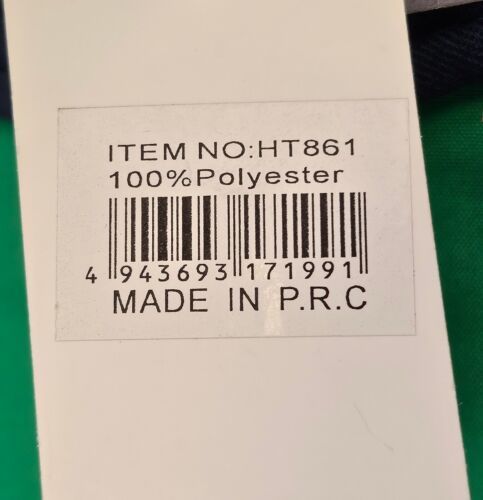 ITEM NO:HT861
100%Polyester
4 943693 171991
MADE IN P.R.C